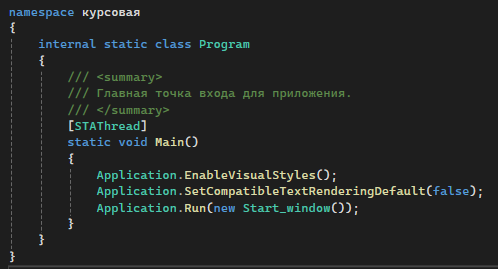 namespace курсовая
{
    internal static class Program
    {
        /// <summary>
        /// Главная точка входа для приложения.
        /// </summary>
        [STAThread]
        static void Main()
        {
            Application.EnableVisualStyles();
            Application.SetCompatibleTextRenderingDefault(false);
            Application.Run(new Start_window());
        }
    }
}